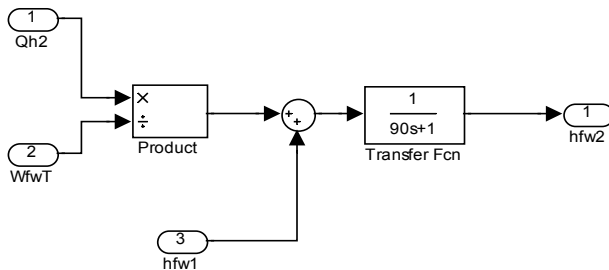 1
Qh2
×
÷
Product
2
WfwT
+
+
3
hfw1
1
90s+1
Transfer Fcn
1
hfw2